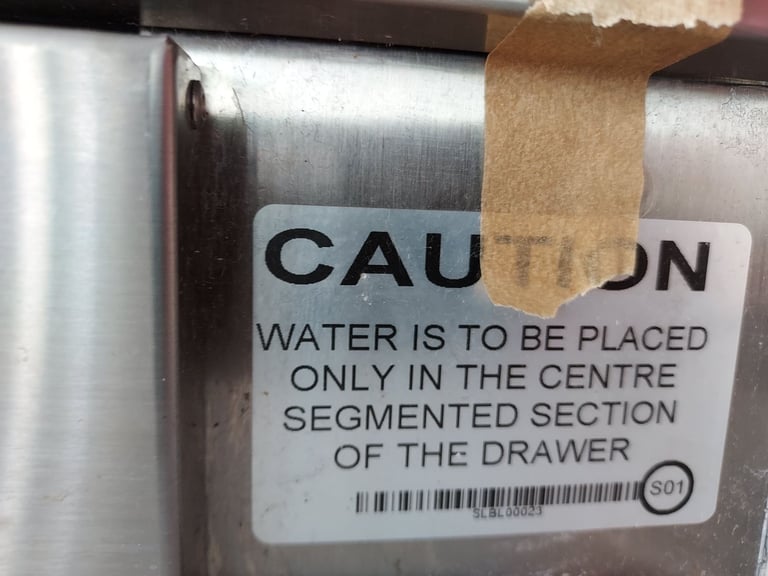 CAUTION
WATER IS TO BE PLACED
ONLY IN THE CENTRE
SEGMENTED SECTION
OF THE DRAWER
S01
SLBL00023